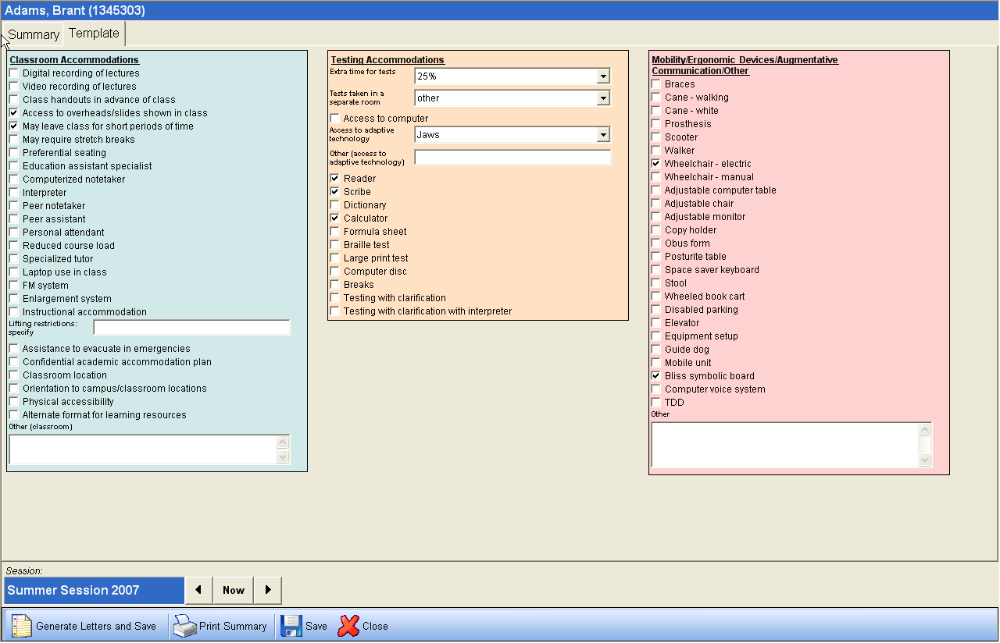 Adams, Brant (1345303)
Summary
Template
Classroom Accommodations
Digital recording of lectures
Video recording of lectures
Class handouts in advance of class
Access to overheads/slides shown in class
May leave class for short periods of time
May require stretch breaks
Preferential seating
Education assistant specialist
Computerized notetaker
Interpreter
Peer notetaker
Peer assistant
Personal attendant
Reduced course load
Specialized tutor
Laptop use in class
FM system
Enlargement system
Instructional accommodation
Lifting restrictions:
specify
Assistance to evacuate in emergencies
Confidential academic accommodation plan
Classroom location
Orientation to campus/classroom locations
Physical accessibility
Alternate format for learning resources
Other (classroom)
Testing Accommodations
Extra time for tests
25%
Tests taken in a
separate room
other
Access to computer
Access to adaptive
technology
Jaws
Other (access to
adaptive technology)
Reader
Scribe
Dictionary
Calculator
Formula sheet
Braille test
Large print test
Computer disc
Breaks
Testing with clarification
Testing with clarification with interpreter
Mobility/Ergonomic Devices/Augmentative
Communication/Other
Braces
Cane - walking
Cane - white
Prosthesis
Scooter
Walker
Wheelchair - electric
Wheelchair - manual
Adjustable computer table
Adjustable chair
Adjustable monitor
Copy holder
Obus form
Posturite table
Space saver keyboard
Stool
Wheeled book cart
Disabled parking
Elevator
Equipment setup
Guide dog
Mobile unit
Bliss symbolic board
Computer voice system
TDD
Other
Session:
Summer Session 2007
Now
Generate Letters and Save
Print Summary
Save
Close